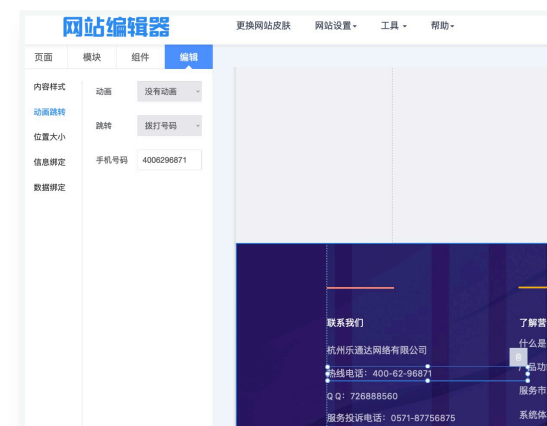 网站编辑器
更换网站皮肤 网站设置 工具 帮助
页面 模块 组件 编辑
内容样式
动画 没有动画
动画跳转
跳转 拨打号码
位置大小
信息绑定
手机号码 4006296871
数据绑定
联系我们
了解营
什么是
杭州乐通达网络有限公司
产品功
热线电话：400-62-96871
服务市
QQ：726888560
系统体
服务投诉电话：0571-87756875